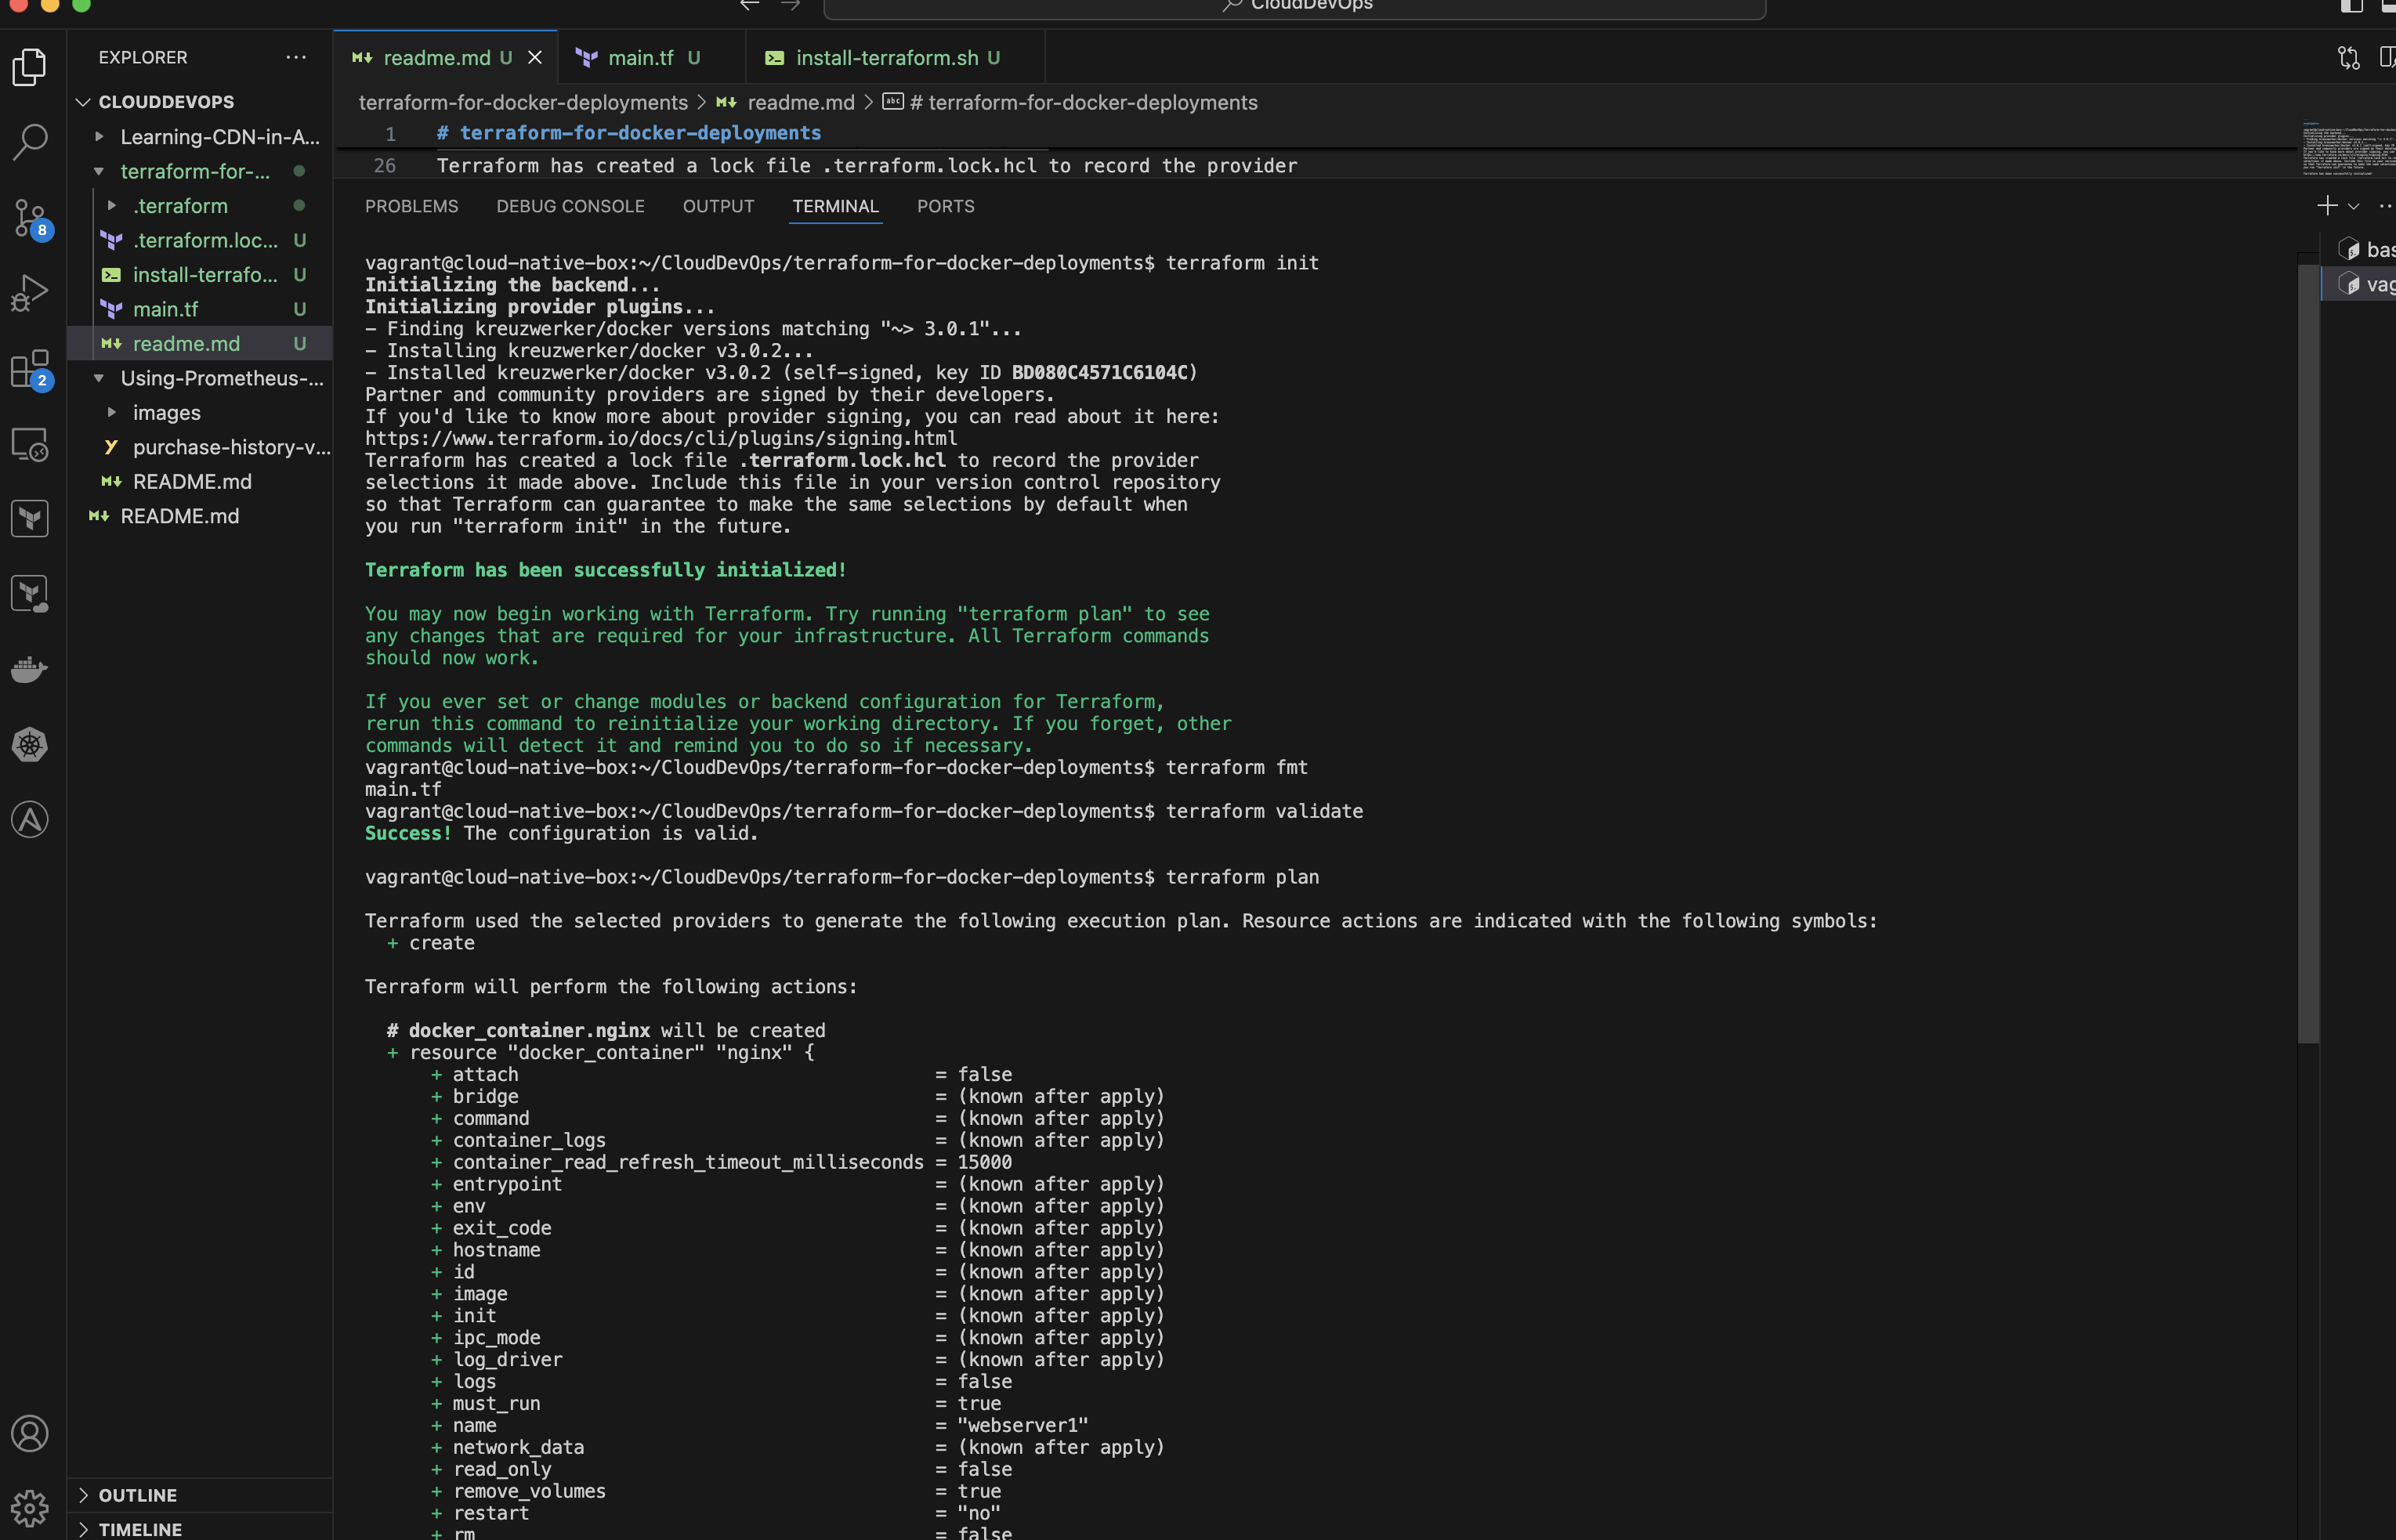 CloudDevOps
EXPLORER
CLOUDDEVOPS
Learning-CDN-in-A...
terraform-for-...
.terraform
.terraform.loc... U
install-terrafo... U
main.tf U
readme.md U
Using-Prometheus-...
images
purchase-history-v...
README.md
README.md
OUTLINE
TIMELINE
8
2
readme.md U
main.tf U
install-terraform.sh U
terraform-for-docker-deployments > readme.md > # terraform-for-docker-deployments
1 # terraform-for-docker-deployments
26 Terraform has created a lock file .terraform.lock.hcl to record the provider
PROBLEMS DEBUG CONSOLE OUTPUT TERMINAL PORTS
bas
vag
vagrant@cloud-native-box:~/CloudDevOps/terraform-for-docker-deployments$ terraform init
Initializing the backend...
Initializing provider plugins...
- Finding kreuzwerker/docker versions matching "~> 3.0.1"...
- Installing kreuzwerker/docker v3.0.2...
- Installed kreuzwerker/docker v3.0.2 (self-signed, key ID BD080C4571C6104C)
Partner and community providers are signed by their developers.
If you'd like to know more about provider signing, you can read about it here:
https://www.terraform.io/docs/cli/plugins/signing.html
Terraform has created a lock file .terraform.lock.hcl to record the provider
selections it made above. Include this file in your version control repository
so that Terraform can guarantee to make the same selections by default when
you run "terraform init" in the future.
Terraform has been successfully initialized!
You may now begin working with Terraform. Try running "terraform plan" to see
any changes that are required for your infrastructure. All Terraform commands
should now work.
If you ever set or change modules or backend configuration for Terraform,
rerun this command to reinitialize your working directory. If you forget, other
commands will detect it and remind you to do so if necessary.
vagrant@cloud-native-box:~/CloudDevOps/terraform-for-docker-deployments$ terraform fmt
main.tf
vagrant@cloud-native-box:~/CloudDevOps/terraform-for-docker-deployments$ terraform validate
Success! The configuration is valid.
vagrant@cloud-native-box:~/CloudDevOps/terraform-for-docker-deployments$ terraform plan
Terraform used the selected providers to generate the following execution plan. Resource actions are indicated with the following symbols:
+ create
Terraform will perform the following actions:
# docker_container.nginx will be created
+ resource "docker_container" "nginx" {
+ attach = false
+ bridge = (known after apply)
+ command = (known after apply)
+ container_logs = (known after apply)
+ container_read_refresh_timeout_milliseconds = 15000
+ entrypoint = (known after apply)
+ env = (known after apply)
+ exit_code = (known after apply)
+ hostname = (known after apply)
+ id = (known after apply)
+ image = (known after apply)
+ init = (known after apply)
+ ipc_mode = (known after apply)
+ log_driver = (known after apply)
+ logs = false
+ must_run = true
+ name = "webserver1"
+ network_data = (known after apply)
+ read_only = false
+ remove_volumes = true
+ restart = "no"
+ rm = false